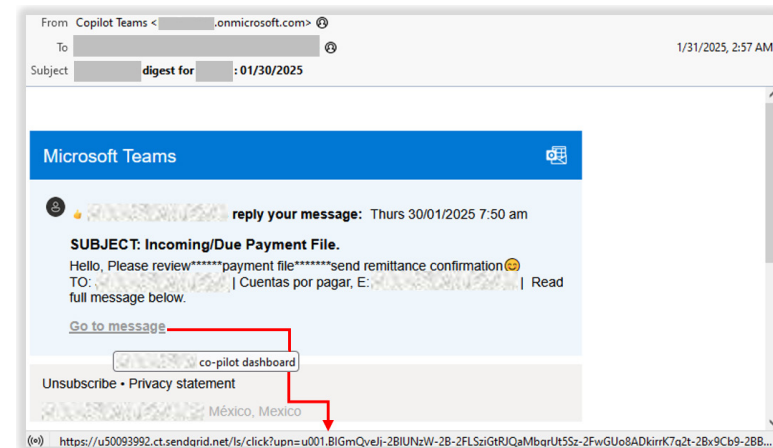 From Copilot Teams < .onmicrosoft.com>
To
1/31/2025, 2:57 AM
Subject digest for : 01/30/2025
Microsoft Teams
reply your message: Thurs 30/01/2025 7:50 am
SUBJECT: Incoming/Due Payment File.
Hello, Please review******payment file*******send remittance confirmation😊
TO: | Cuentas por pagar, E: | Read
full message below.
Go to message
co-pilot dashboard
Unsubscribe • Privacy statement
México, Mexico
https://u50093992.ct.sendgrid.net/ls/click?upn=u001.BIGmQveJj-2BIUNzW-2B-2FLSziGtRJQaMbqrUt5Sz-2FwGUo8ADkirrK7q2t-2Bx9Cb9-2BB...